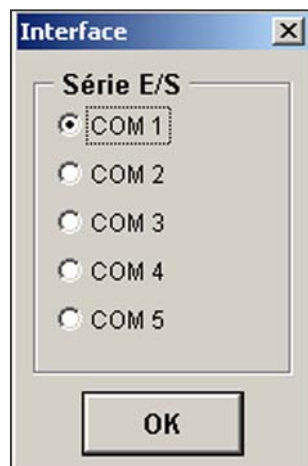 Interface
Série E/S
COM 1
COM 2
COM 3
COM 4
COM 5
OK